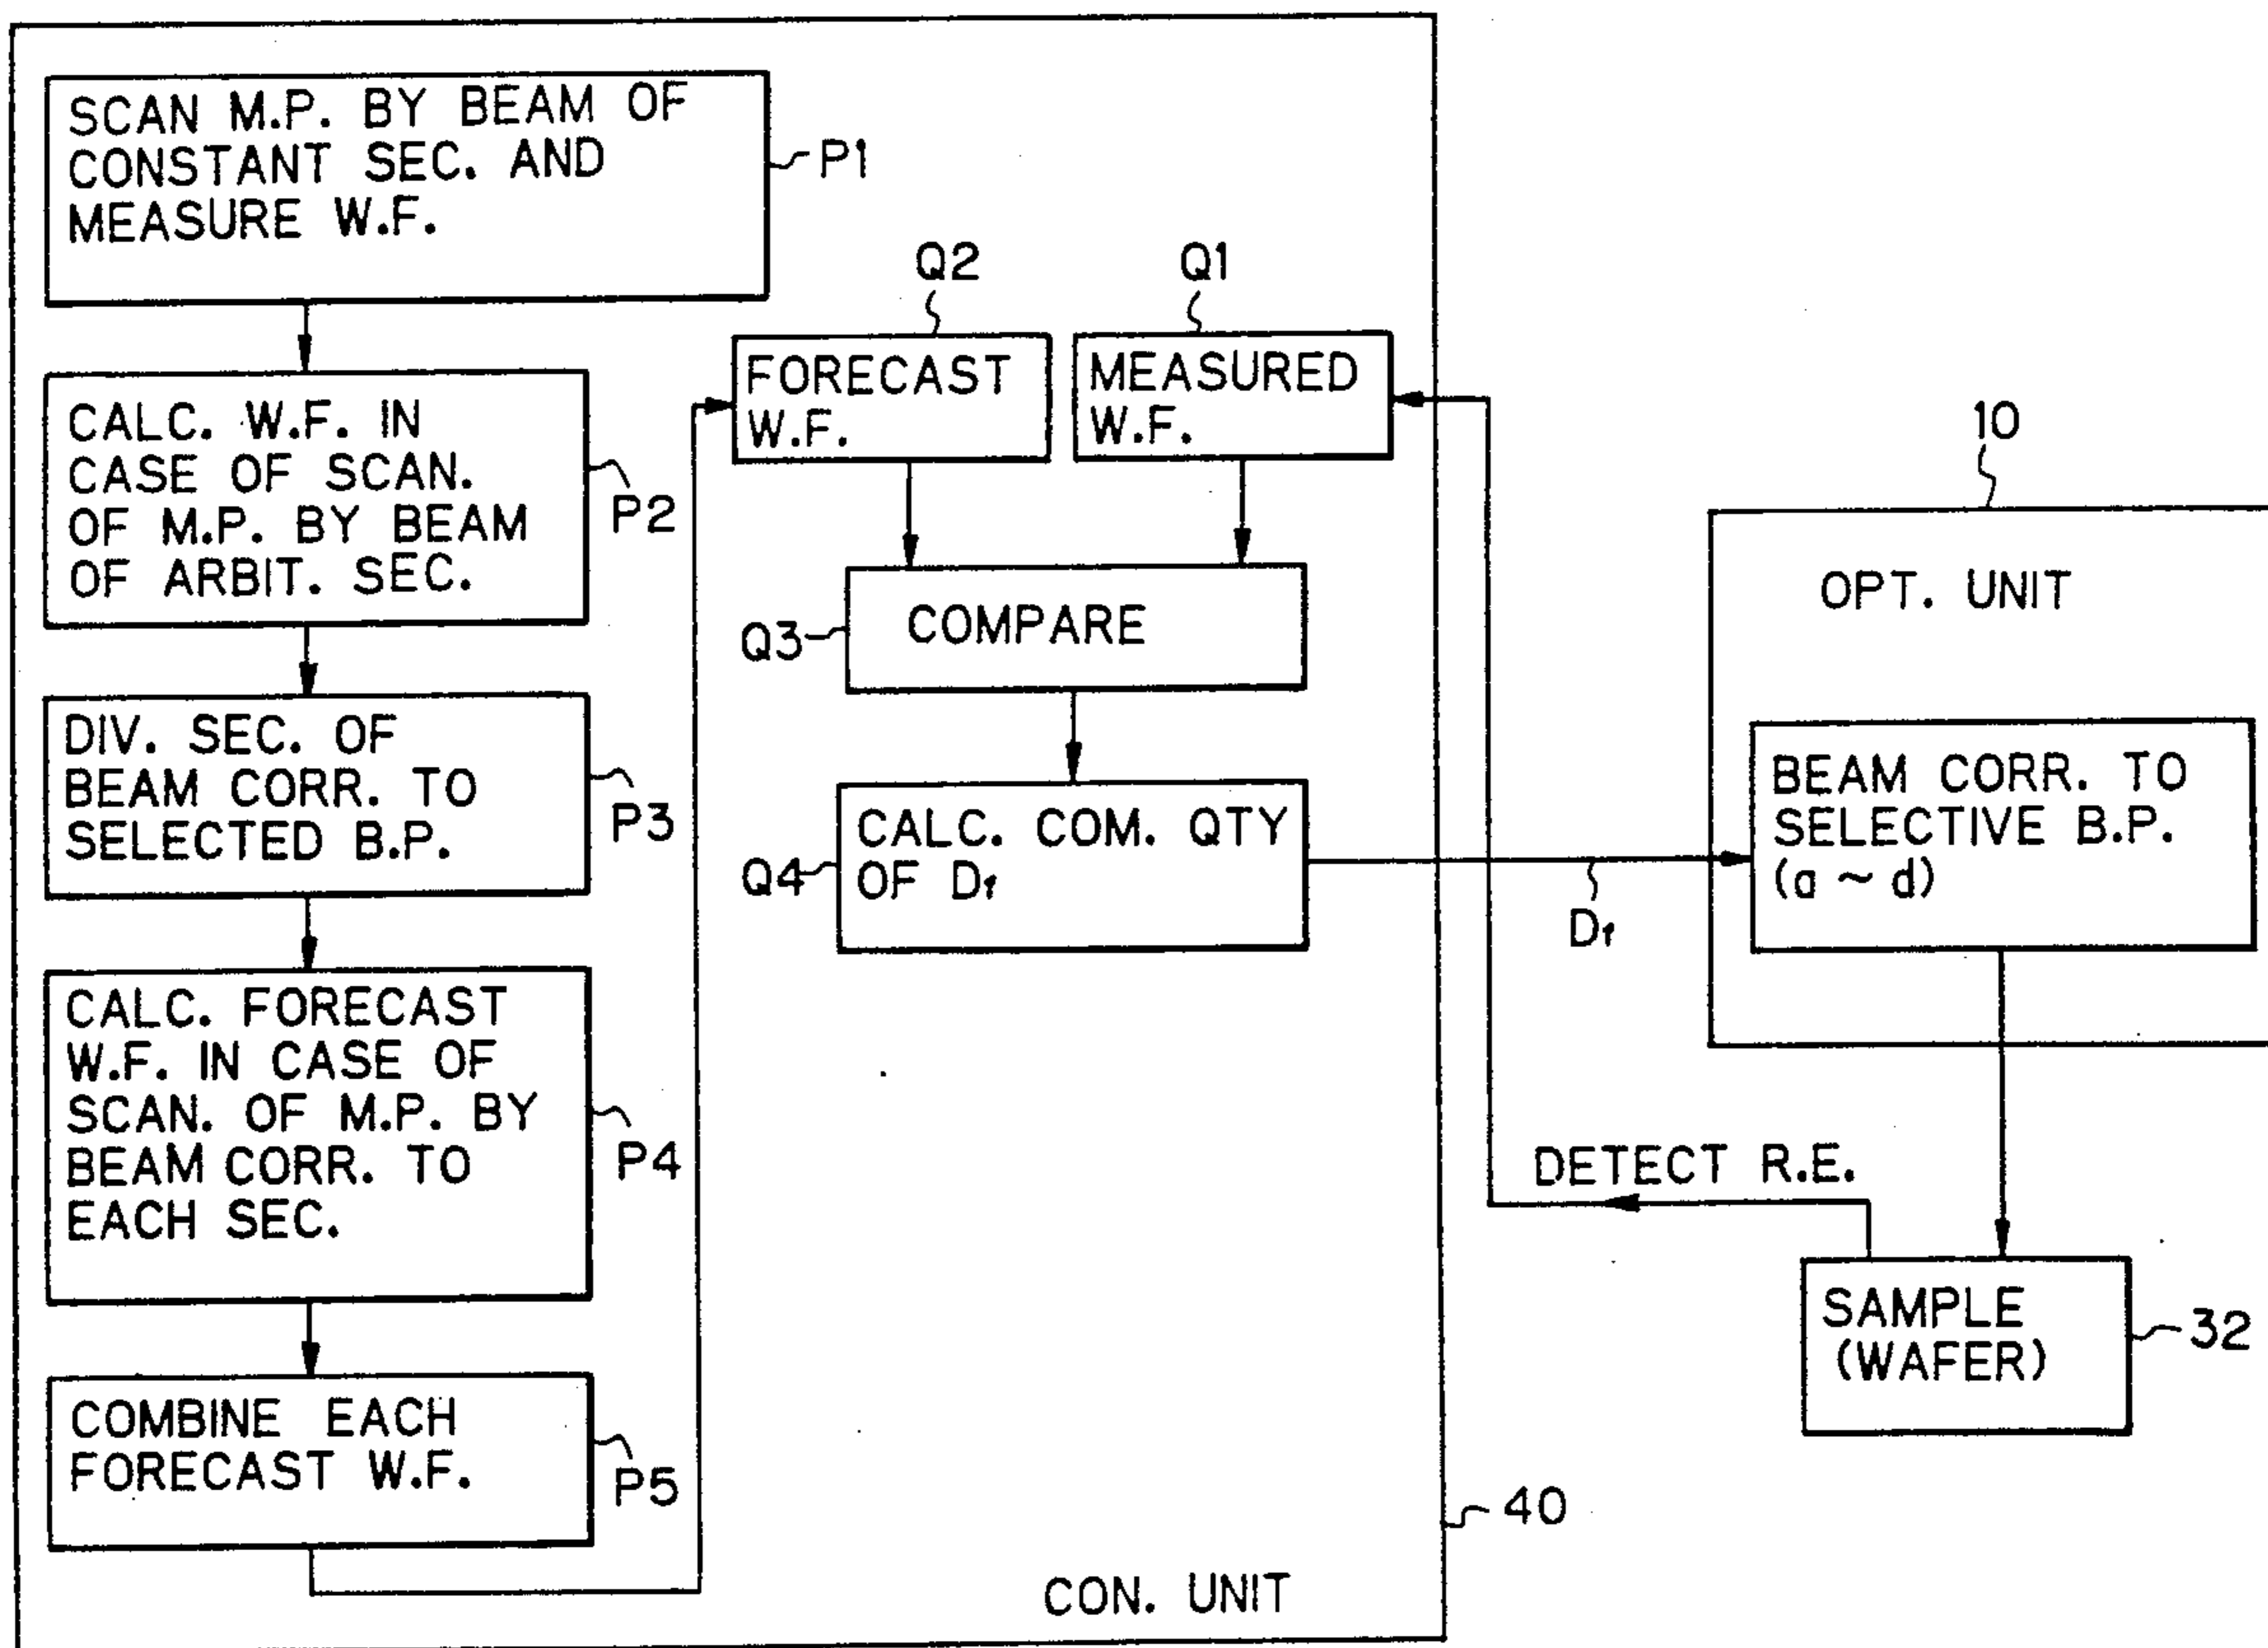 SCAN M.P. BY BEAM OF
CONSTANT SEC. AND
MEASURE W.F.
P1
CALC. W.F. IN
CASE OF SCAN.
OF M.P. BY BEAM
OF ARBIT. SEC.
P2
DIV. SEC. OF
BEAM CORR. TO
SELECTED B.P.
P3
CALC. FORECAST
W.F. IN CASE OF
SCAN. OF M.P. BY
BEAM CORR. TO
EACH SEC.
P4
COMBINE EACH
FORECAST W.F.
P5
Q2
FORECAST
W.F.
Q1
MEASURED
W.F.
Q3
COMPARE
Q4
CALC. COM. QTY
OF Df
CON. UNIT
40
Df
10
OPT. UNIT
BEAM CORR. TO
SELECTIVE B.P.
(a ~ d)
DETECT R.E.
SAMPLE
(WAFER)
32